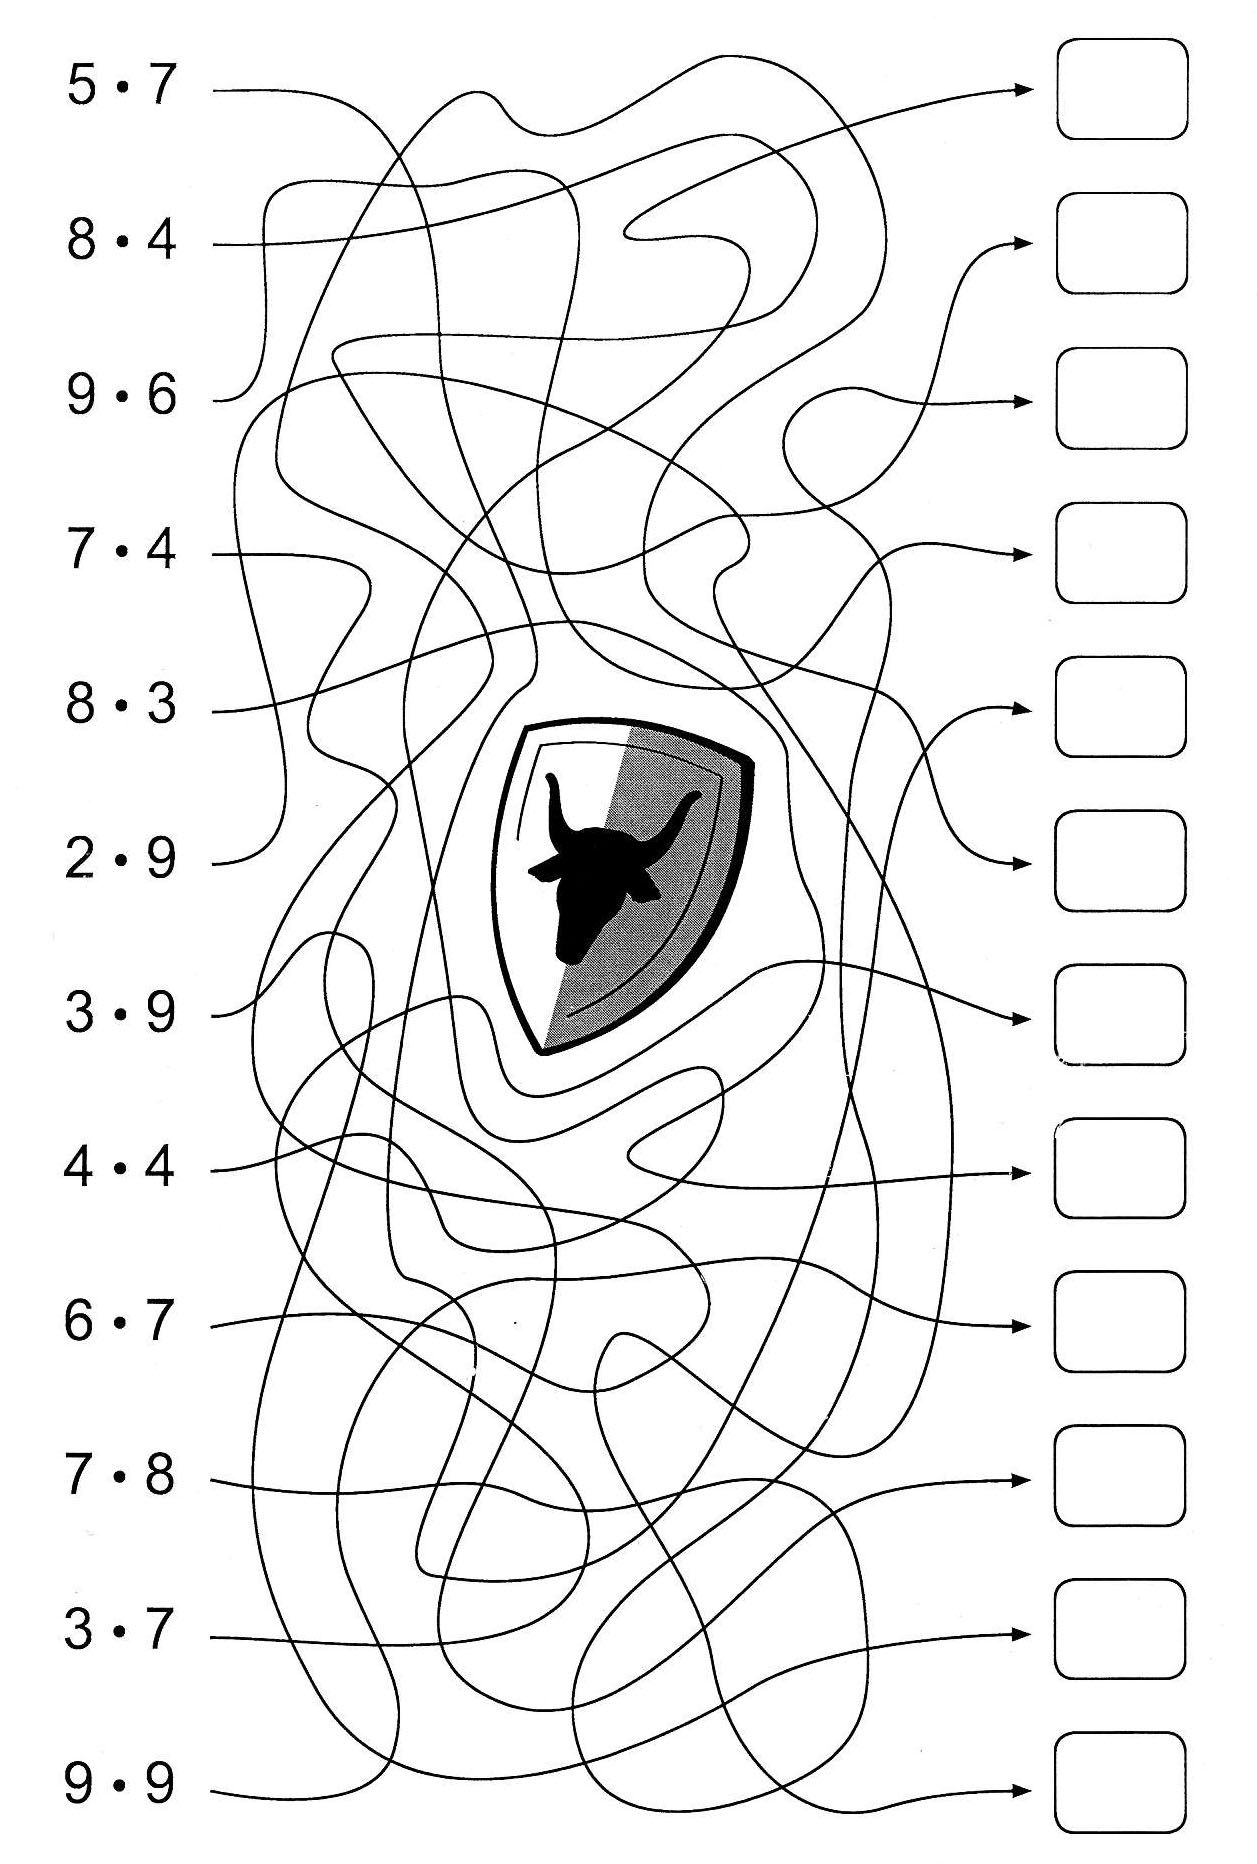 5 • 7
8 • 4
9 • 6
7 • 4
8 • 3
2 • 9
3 • 9
4 • 4
6 • 7
7 • 8
3 • 7
9 • 9